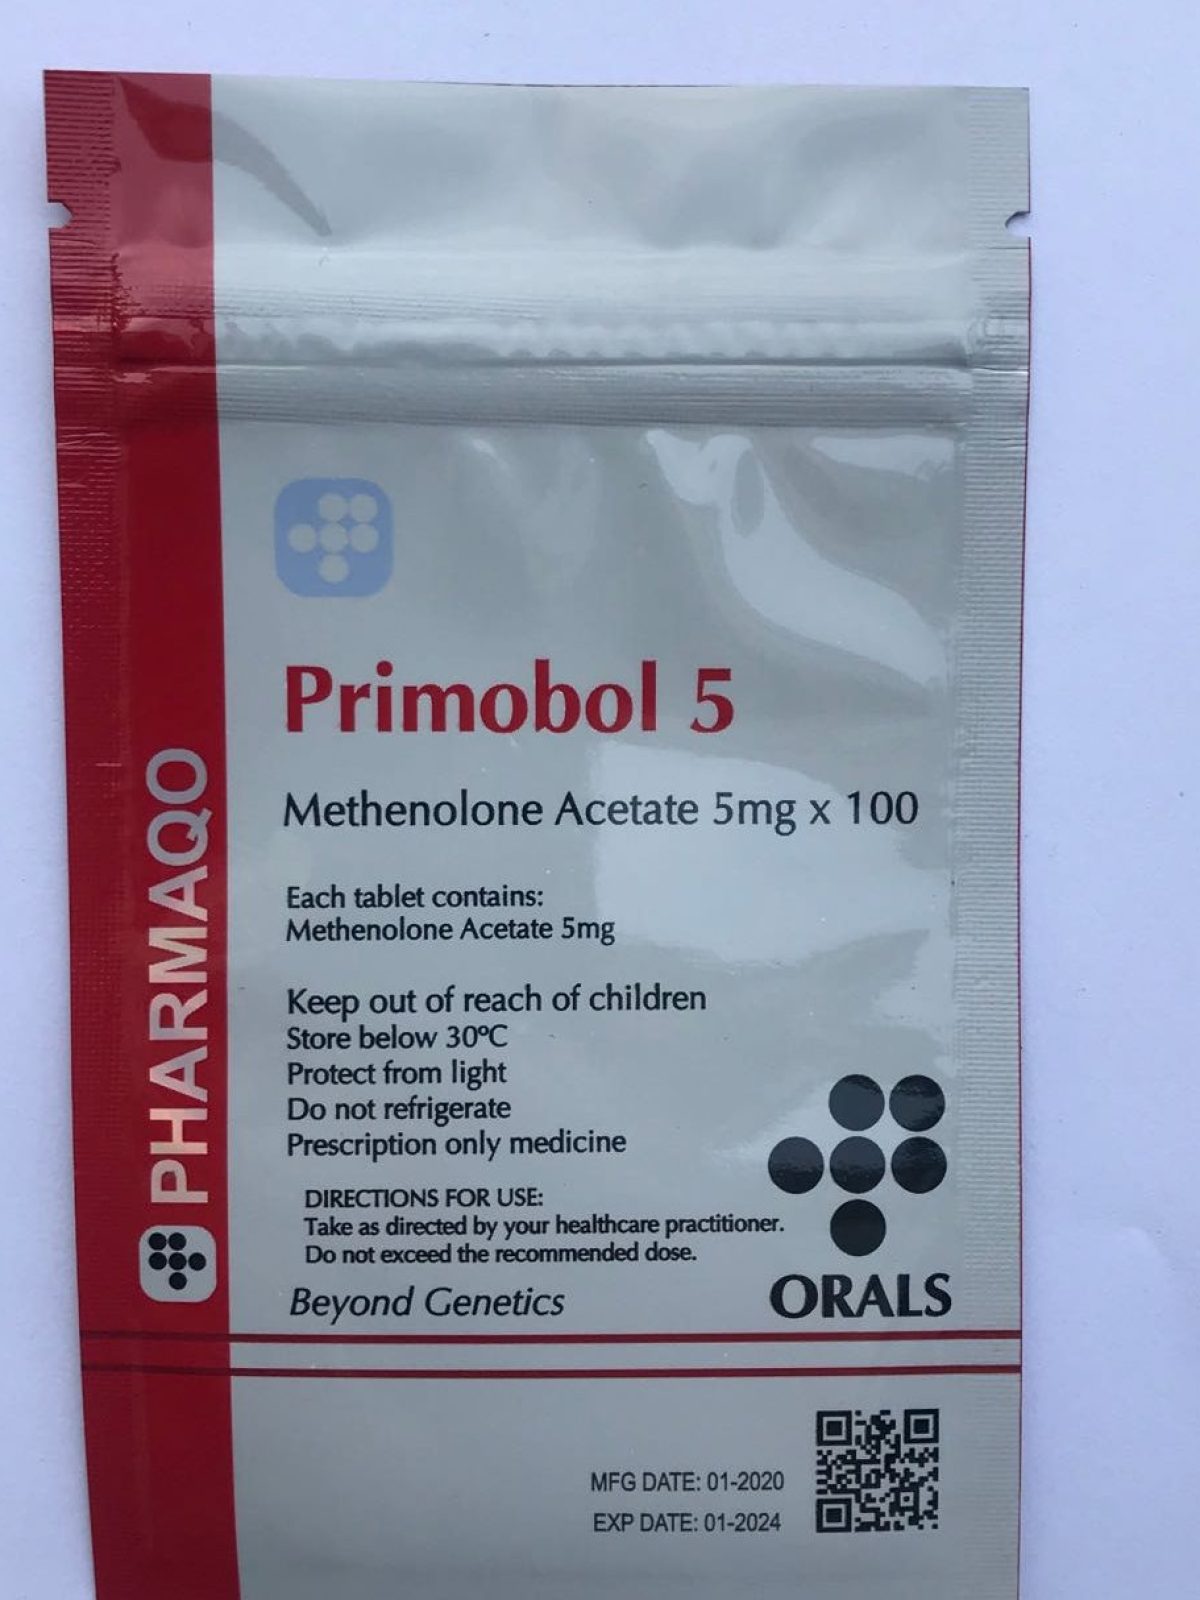 PHARMAQO
Primobol 5
Methenolone Acetate 5mg x 100
Each tablet contains:
Methenolone Acetate 5mg
Keep out of reach of children
Store below 30ºC
Protect from light
Do not refrigerate
Prescription only medicine
DIRECTIONS FOR USE:
Take as directed by your healthcare practitioner.
Do not exceed the recommended dose.
Beyond Genetics
ORALS
MFG DATE: 01-2020
EXP DATE: 01-2024